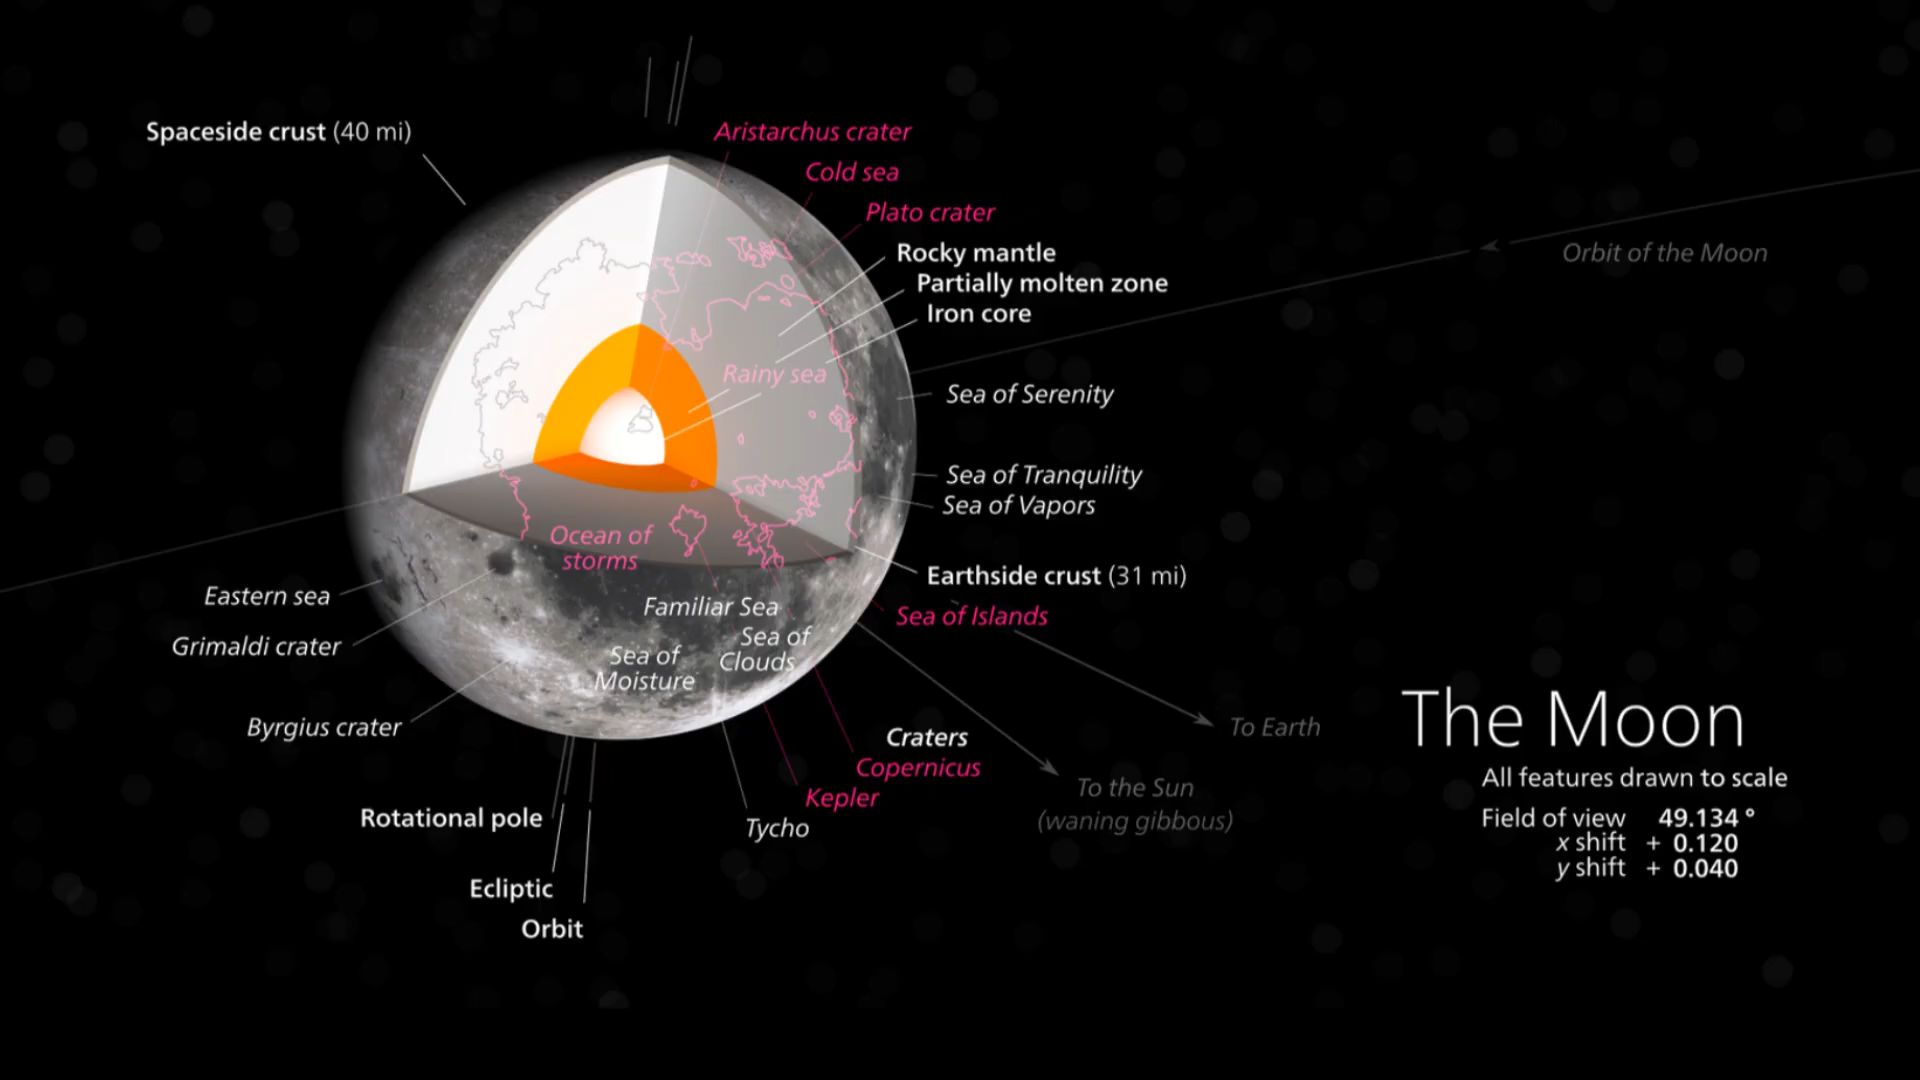 Spaceside crust (40 mi)
Aristarchus crater
Cold sea
Plato crater
Rocky mantle
Partially molten zone
Iron core
Orbit of the Moon
Rainy sea
Sea of Serenity
Sea of Tranquility
Sea of Vapors
Ocean of
storms
Earthside crust (31 mi)
Sea of Islands
Eastern sea
Grimaldi crater
Byrgius crater
Familiar Sea
Sea of
Clouds
Sea of
Moisture
To Earth
Craters
Copernicus
Kepler
Tycho
To the Sun
(waning gibbous)
Rotational pole
Ecliptic
Orbit
The Moon
All features drawn to scale
Field of view 49.134 °
x shift + 0.120
y shift + 0.040